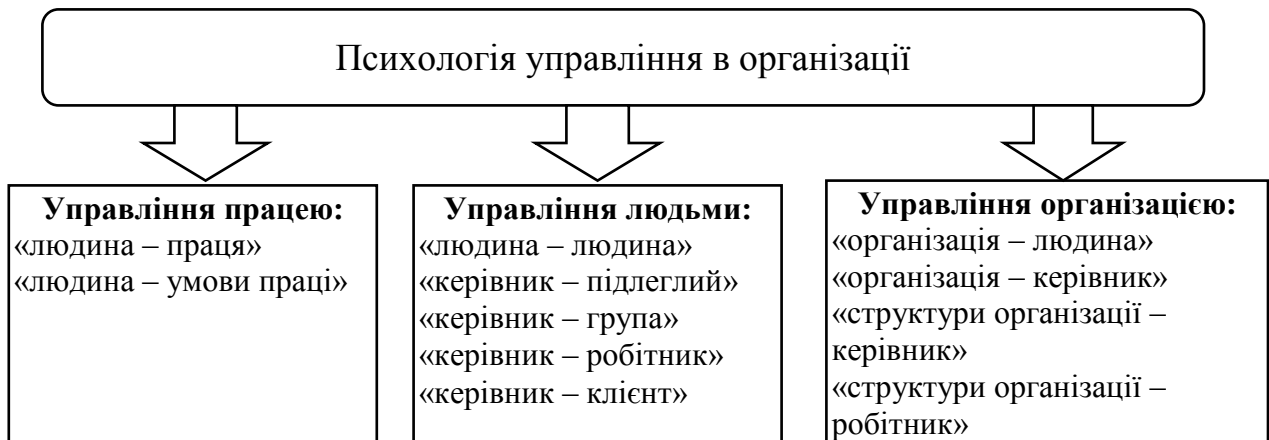 Психологія управління в організації
Управління працею:
«людина – праця»
«людина – умови праці»
Управління людьми:
«людина – людина»
«керівник – підлеглий»
«керівник – група»
«керівник – робітник»
«керівник – клієнт»
Управління організацією:
«організація – людина»
«організація – керівник»
«структури організації –
керівник»
«структури організації –
робітник»